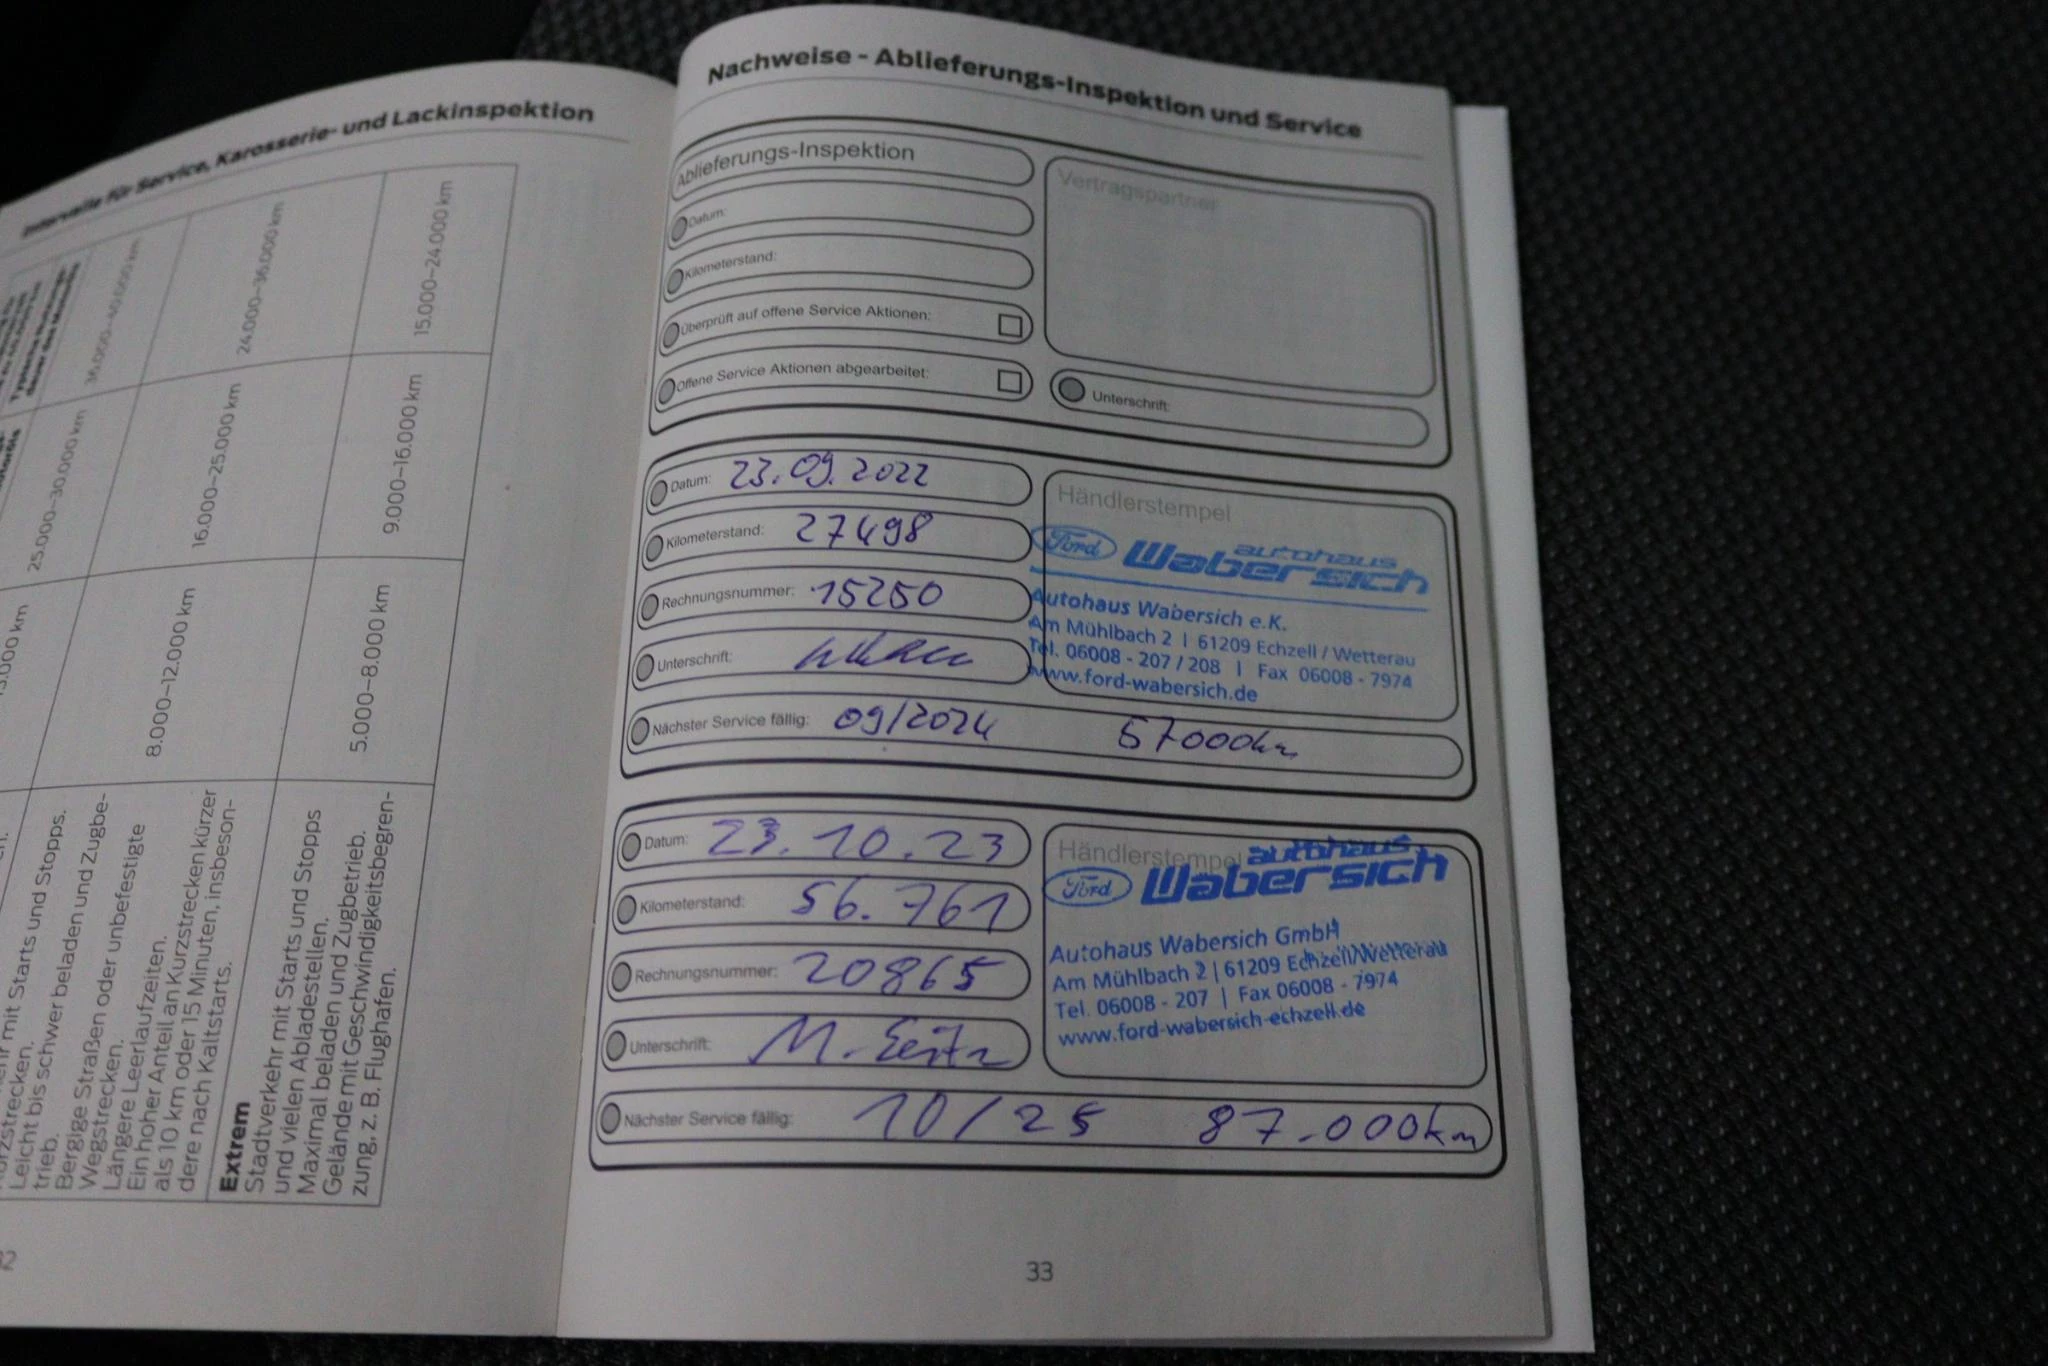 Intervalle für Service, Karosserie- und Lackinspektion
36.000–40.000 km
24.000–36.000 km
15.000–24.000 km
25.000–30.000 km
16.000–25.000 km
9.000–16.000 km
8.000–12.000 km
5.000–8.000 km
Leicht bis schwer beladen und Zugbe-
trieb.
Bergige Straßen oder unbefestigte
Wegstrecken.
Längere Leerlaufzeiten.
Ein hoher Anteil an Kurzstrecken kürzer
als 10 km oder 15 Minuten, insbeson-
dere nach Kaltstarts.
Extrem
Stadtverkehr mit Starts und Stopps
und vielen Abladestellen.
Maximal beladen und Zugbetrieb.
Gelände mit Geschwindigkeitsbegren-
zung, z. B. Flughafen.
Nachweise - Ablieferungs-Inspektion und Service
Ablieferungs-Inspektion
Datum:
Kilometerstand:
Überprüft auf offene Service Aktionen:
Offene Service Aktionen abgearbeitet:
Vertragspartner
Unterschrift:
Datum: 23.09.2022
Kilometerstand: 27498
Rechnungsnummer: 15250
Unterschrift:
Händlerstempel
Ford autohaus
Wabersich
Autohaus Wabersich e.K.
Am Mühlbach 2 | 61209 Echzell / Wetterau
Tel. 06008 - 207 / 208 | Fax 06008 - 7974
www.ford-wabersich.de
Nächster Service fällig: 09/2024 57000km
Datum: 23.10.23
Kilometerstand: 56.761
Rechnungsnummer: 20865
Unterschrift: M. Seitz
Händlerstempel
autohaus
Ford Wabersich
Autohaus Wabersich GmbH
Am Mühlbach 2 | 61209 Echzell/Wetterau
Tel. 06008 - 207 | Fax 06008 - 7974
www.ford-wabersich-echzell.de
Nächster Service fällig: 10/25 87.000km
33